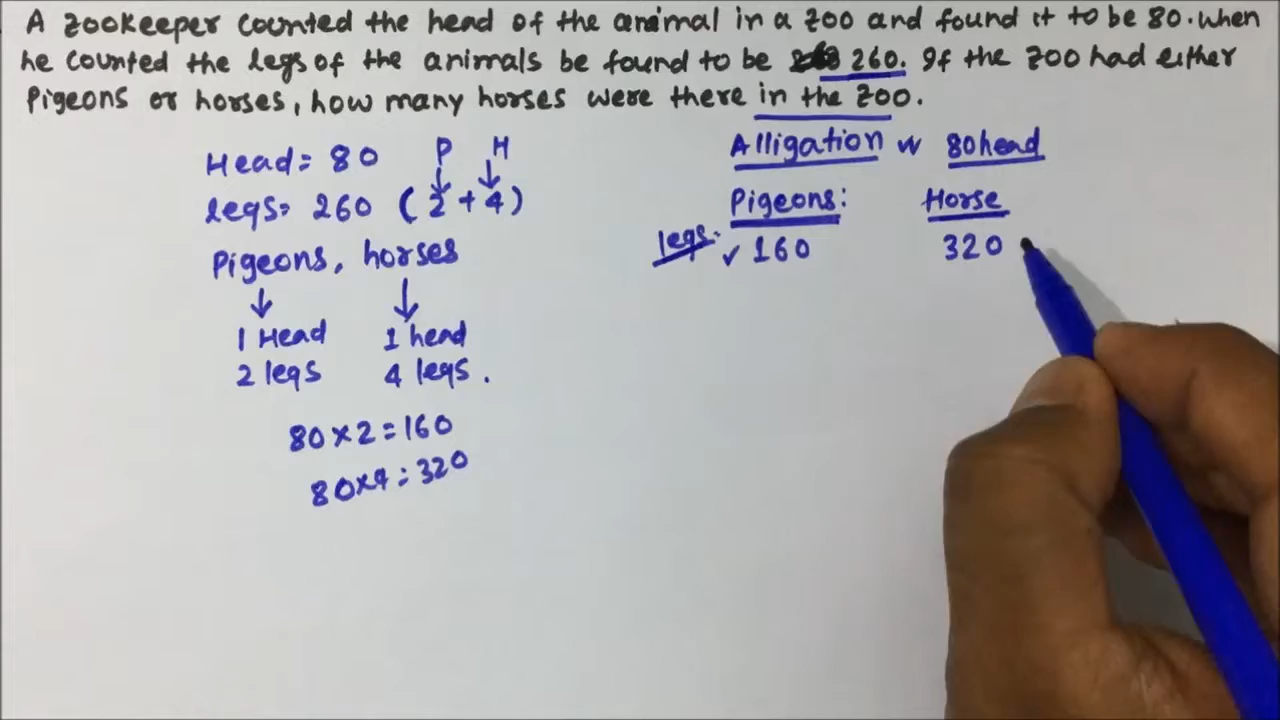 A zookeeper counted the head of the animal in a zoo and found it to be 80. When
he counted the legs of the animals be found to be 260. If the zoo had either
Pigeons or horses, how many horses were there in the zoo.
Head = 80 P H
legs = 260 ( 2 + 4 )
Pigeons, horses
1 Head 1 head
2 legs 4 legs.
80 x 2 = 160
80 x 4 = 320
Alligation 80 head
Pigeons: Horse
legs: ✓ 160 320